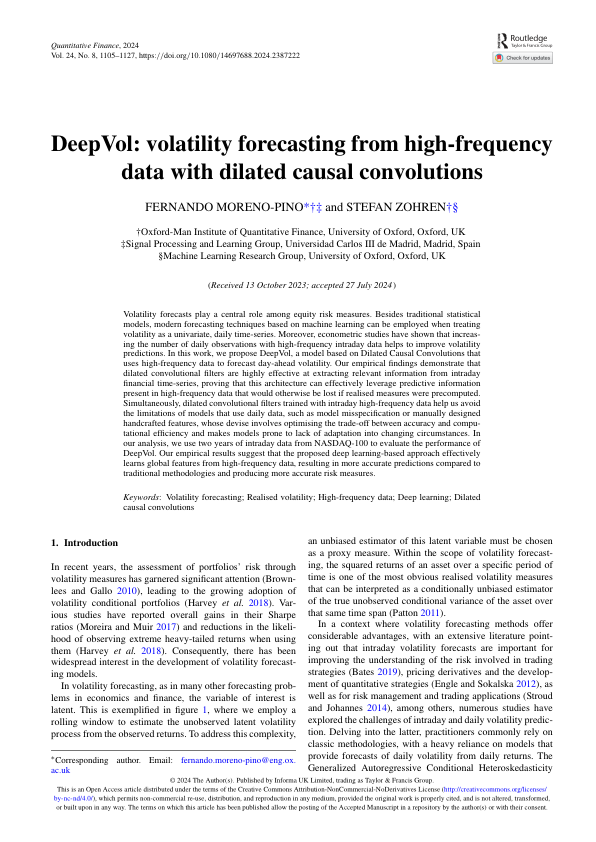 Quantitative Finance, 2024
Vol. 24, No. 8, 1105–1127, https://doi.org/10.1080/14697688.2024.2387222
Routledge
Taylor & Francis Group
Check for updates
DeepVol: volatility forecasting from high-frequency
data with dilated causal convolutions
FERNANDO MORENO-PINO*†‡ and STEFAN ZOHREN†§
†Oxford-Man Institute of Quantitative Finance, University of Oxford, Oxford, UK
‡Signal Processing and Learning Group, Universidad Carlos III de Madrid, Madrid, Spain
§Machine Learning Research Group, University of Oxford, Oxford, UK
(Received 13 October 2023; accepted 27 July 2024)
Volatility forecasts play a central role among equity risk measures. Besides traditional statistical
models, modern forecasting techniques based on machine learning can be employed when treating
volatility as a univariate, daily time-series. Moreover, econometric studies have shown that increas-
ing the number of daily observations with high-frequency intraday data helps to improve volatility
predictions. In this work, we propose DeepVol, a model based on Dilated Causal Convolutions that
uses high-frequency data to forecast day-ahead volatility. Our empirical findings demonstrate that
dilated convolutional filters are highly effective at extracting relevant information from intraday
financial time-series, proving that this architecture can effectively leverage predictive information
present in high-frequency data that would otherwise be lost if realised measures were precomputed.
Simultaneously, dilated convolutional filters trained with intraday high-frequency data help us avoid
the limitations of models that use daily data, such as model misspecification or manually designed
handcrafted features, whose devise involves optimising the trade-off between accuracy and compu-
tational efficiency and makes models prone to lack of adaptation into changing circumstances. In
our analysis, we use two years of intraday data from NASDAQ-100 to evaluate the performance of
DeepVol. Our empirical results suggest that the proposed deep learning-based approach effectively
learns global features from high-frequency data, resulting in more accurate predictions compared to
traditional methodologies and producing more accurate risk measures.
Keywords: Volatility forecasting; Realised volatility; High-frequency data; Deep learning; Dilated
causal convolutions
1. Introduction
In recent years, the assessment of portfolios' risk through
volatility measures has garnered significant attention (Brown-
lees and Gallo 2010), leading to the growing adoption of
volatility conditional portfolios (Harvey et al. 2018). Var-
ious studies have reported overall gains in their Sharpe
ratios (Moreira and Muir 2017) and reductions in the likeli-
hood of observing extreme heavy-tailed returns when using
them (Harvey et al. 2018). Consequently, there has been
widespread interest in the development of volatility forecast-
ing models.
In volatility forecasting, as in many other forecasting prob-
lems in economics and finance, the variable of interest is
latent. This is exemplified in figure 1, where we employ a
rolling window to estimate the unobserved latent volatility
process from the observed returns. To address this complexity,
*Corresponding author. Email: fernando.moreno-pino@eng.ox.
ac.uk
an unbiased estimator of this latent variable must be chosen
as a proxy measure. Within the scope of volatility forecast-
ing, the squared returns of an asset over a specific period of
time is one of the most obvious realised volatility measures
that can be interpreted as a conditionally unbiased estimator
of the true unobserved conditional variance of the asset over
that same time span (Patton 2011).
In a context where volatility forecasting methods offer
considerable advantages, with an extensive literature point-
ing out that intraday volatility forecasts are important for
improving the understanding of the risk involved in trading
strategies (Bates 2019), pricing derivatives and the develop-
ment of quantitative strategies (Engle and Sokalska 2012), as
well as for risk management and trading applications (Stroud
and Johannes 2014), among others, numerous studies have
explored the challenges of intraday and daily volatility predic-
tion. Delving into the latter, practitioners commonly rely on
classic methodologies, with a heavy reliance on models that
provide forecasts of daily volatility from daily returns. The
Generalized Autoregressive Conditional Heteroskedasticity
© 2024 The Author(s). Published by Informa UK Limited, trading as Taylor & Francis Group.
This is an Open Access article distributed under the terms of the Creative Commons Attribution-NonCommercial-NoDerivatives License (http://creativecommons.org/licenses/
by-nc-nd/4.0/), which permits non-commercial re-use, distribution, and reproduction in any medium, provided the original work is properly cited, and is not altered, transformed,
or built upon in any way. The terms on which this article has been published allow the posting of the Accepted Manuscript in a repository by the author(s) or with their consent.